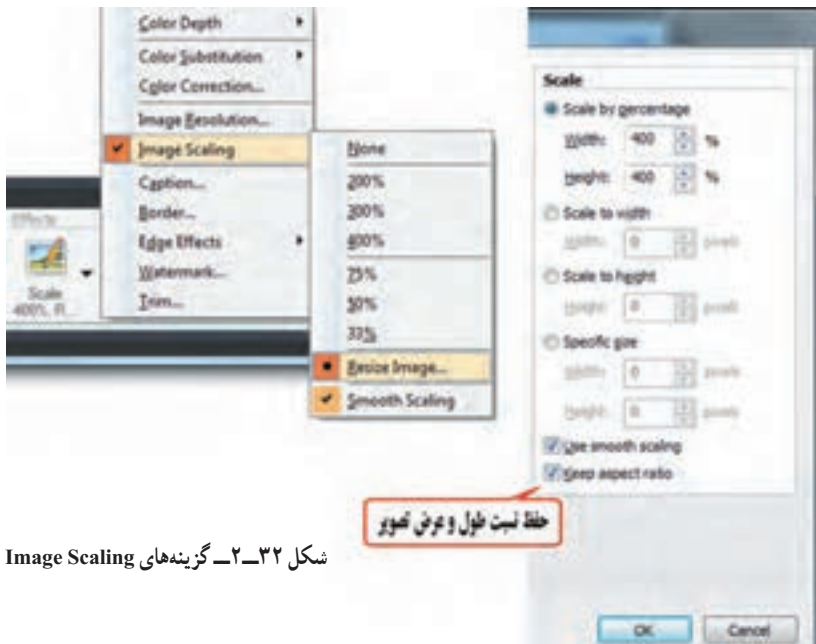 Color Depth
Color Substitution
Color Correction...
Image Resolution...
Image Scaling
Caption...
Border...
Edge Effects
Watermark...
Trim...
Effects
Scale
400%, R...
None
200%
300%
400%
75%
50%
33%
Resize Image...
Smooth Scaling
Scale
Scale by percentage
Width: 400 %
Height: 400 %
Scale to width
Width: 0 pixels
Scale to height
Height: 0 pixels
Specific size
Width: 0 pixels
Height: 0 pixels
Use smooth scaling
Keep aspect ratio
حفظ نسبت طول و عرض تصویر
شکل ۳۲ــ۲ــ گزینه‌های Image Scaling
OK Cancel